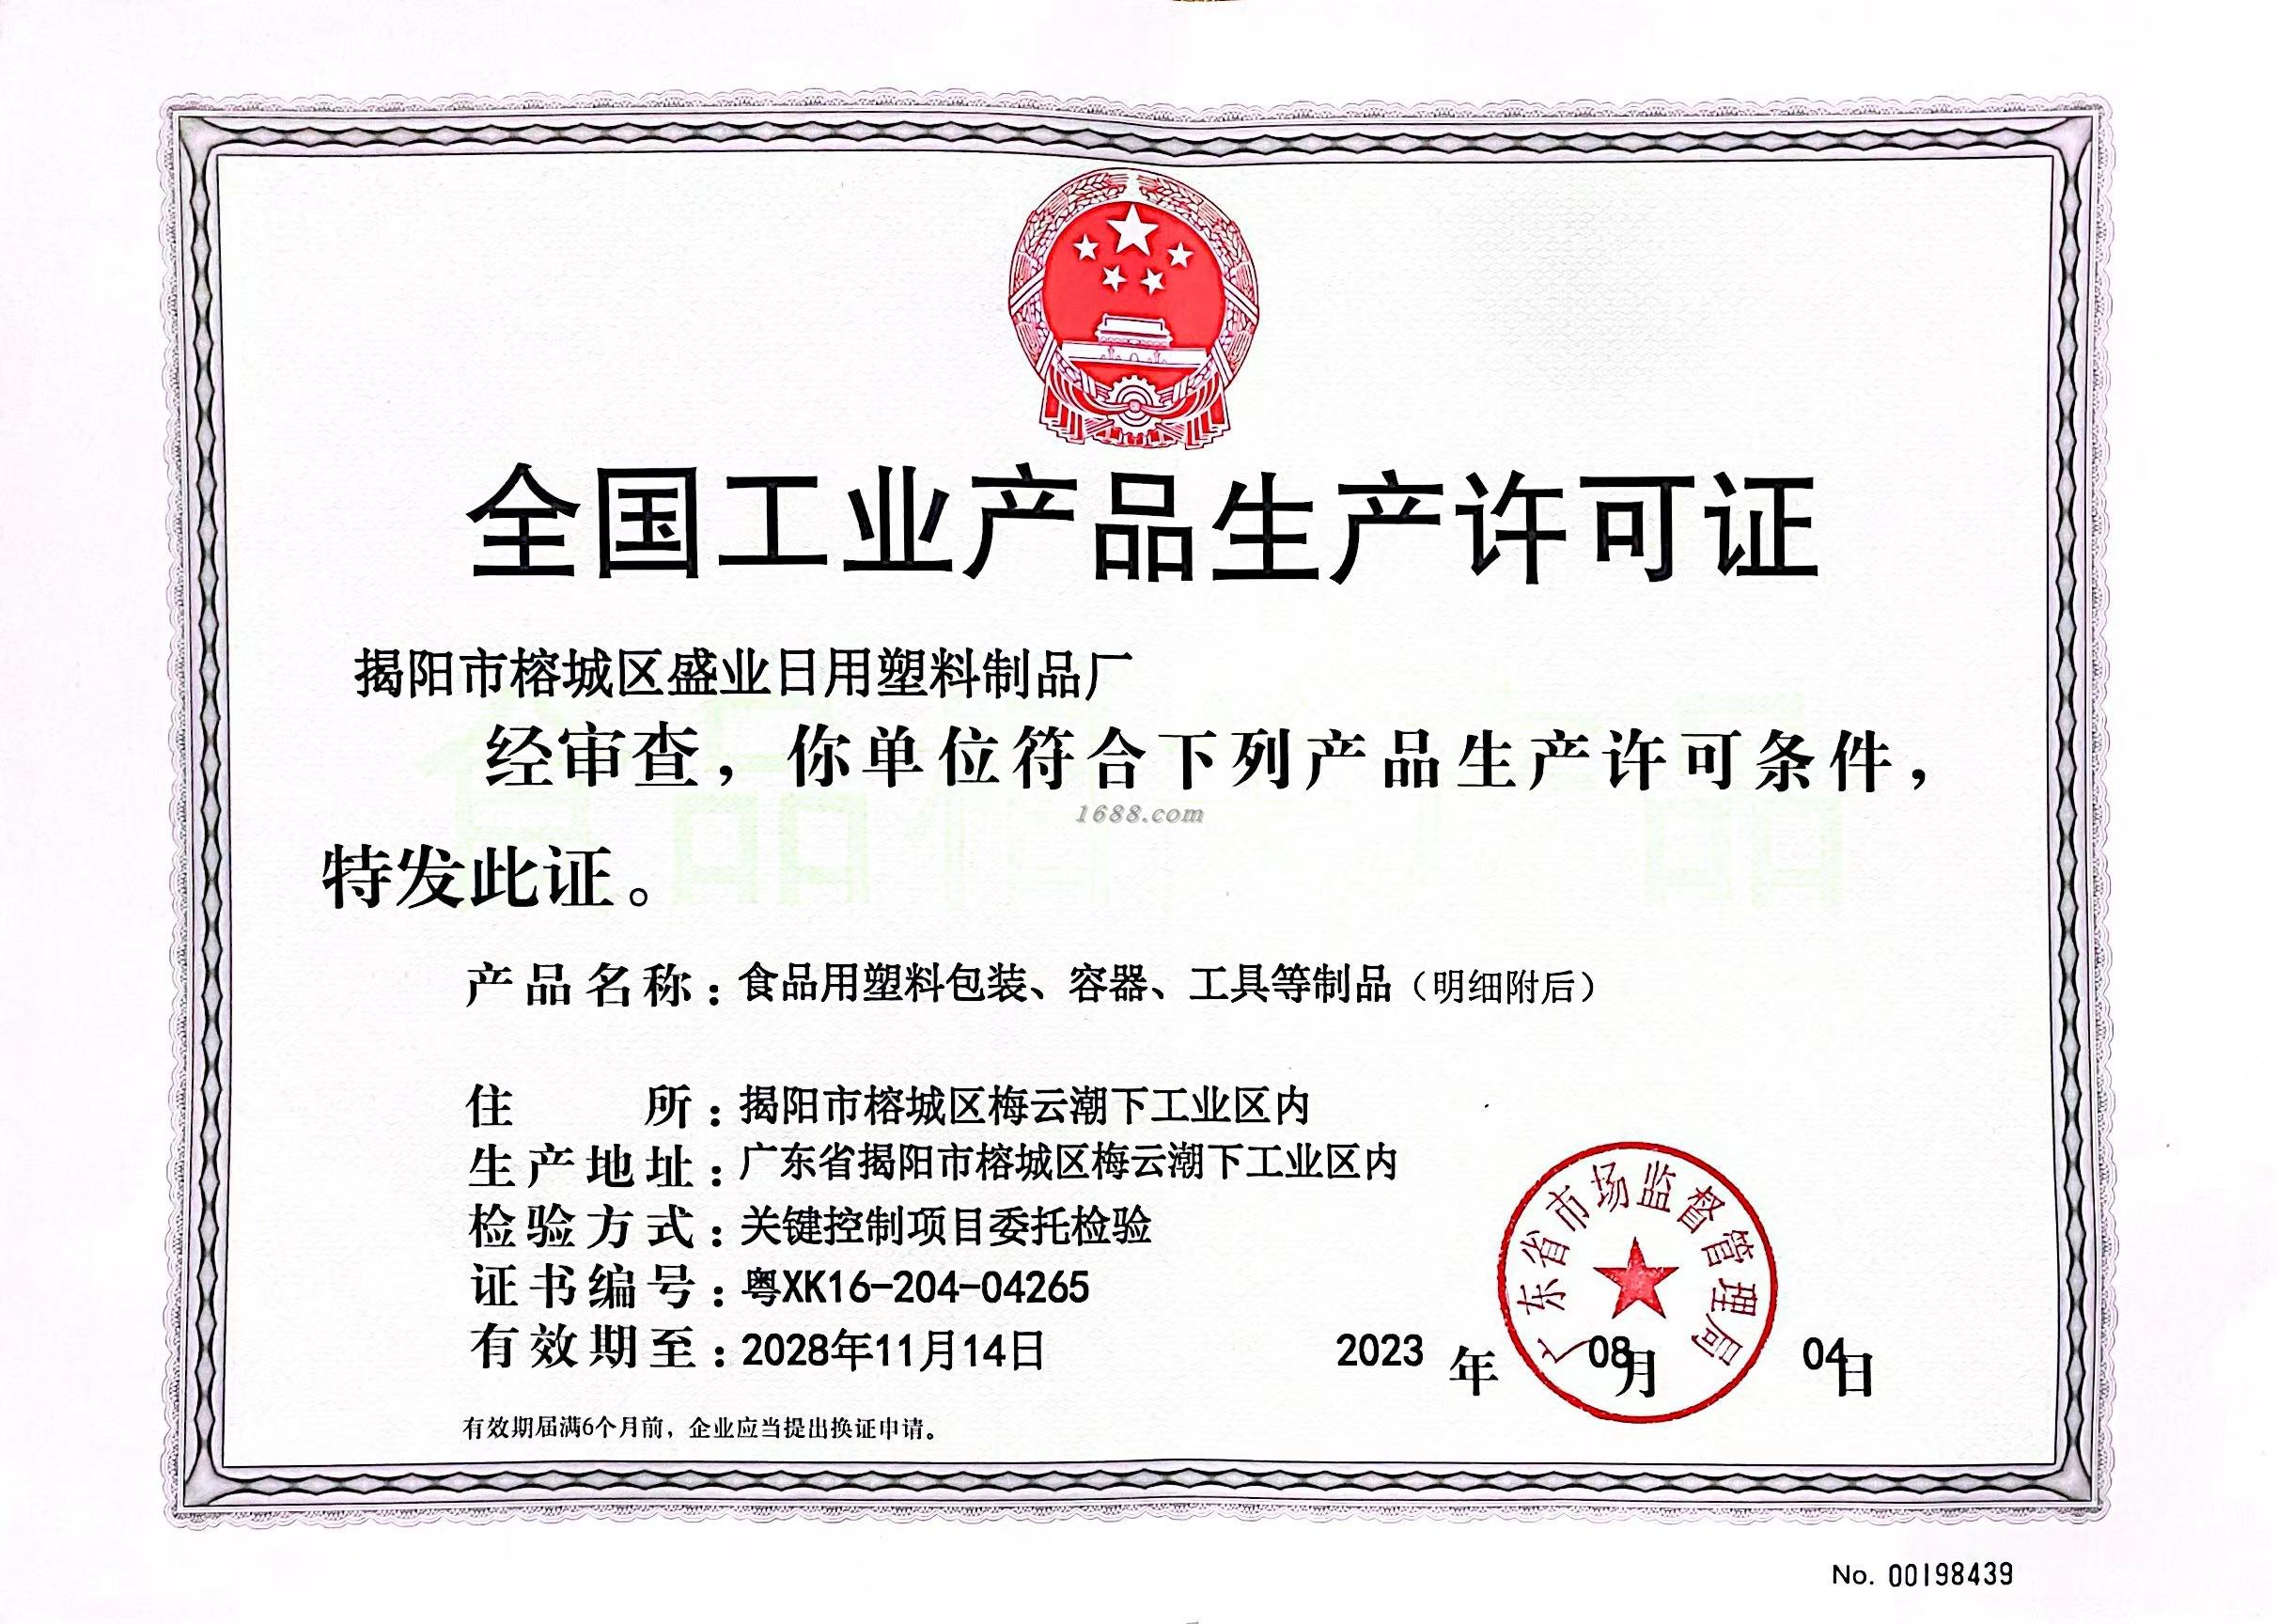 全国工业产品生产许可证
揭阳市榕城区盛业日用塑料制品厂
经审查，你单位符合下列产品生产许可条件，
1688.com
特发此证。
产品名称：食品用塑料包装、容器、工具等制品（明细附后）
住 所：揭阳市榕城区梅云潮下工业区内
生产地址：广东省揭阳市榕城区梅云潮下工业区内
检验方式：关键控制项目委托检验
证书编号：粤XK16-204-04265
有效期至：2028年11月14日
2023 年 08月 04日
广东省市场监督管理局
有效期届满6个月前，企业应当提出换证申请。
No. 00198439